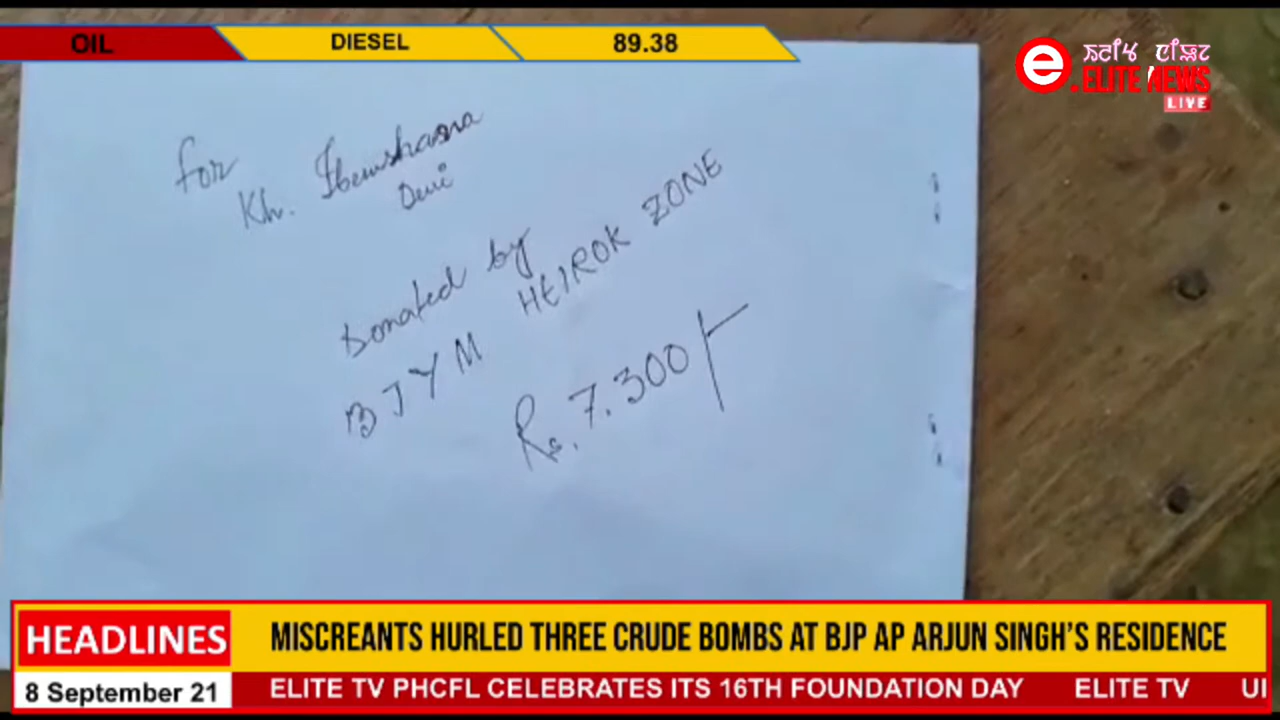 OIL DIESEL 89.38
e
. ELITE NEWS
LIVE
For
Kh. Ibemshana
Devi
Donated by
BJYM HEIROK ZONE
Rs. 7.300/-
HEADLINES
MISCREANTS HURLED THREE CRUDE BOMBS AT BJP AP ARJUN SINGH'S RESIDENCE
8 September 21
ELITE TV PHCFL CELEBRATES ITS 16TH FOUNDATION DAY ELITE TV UI